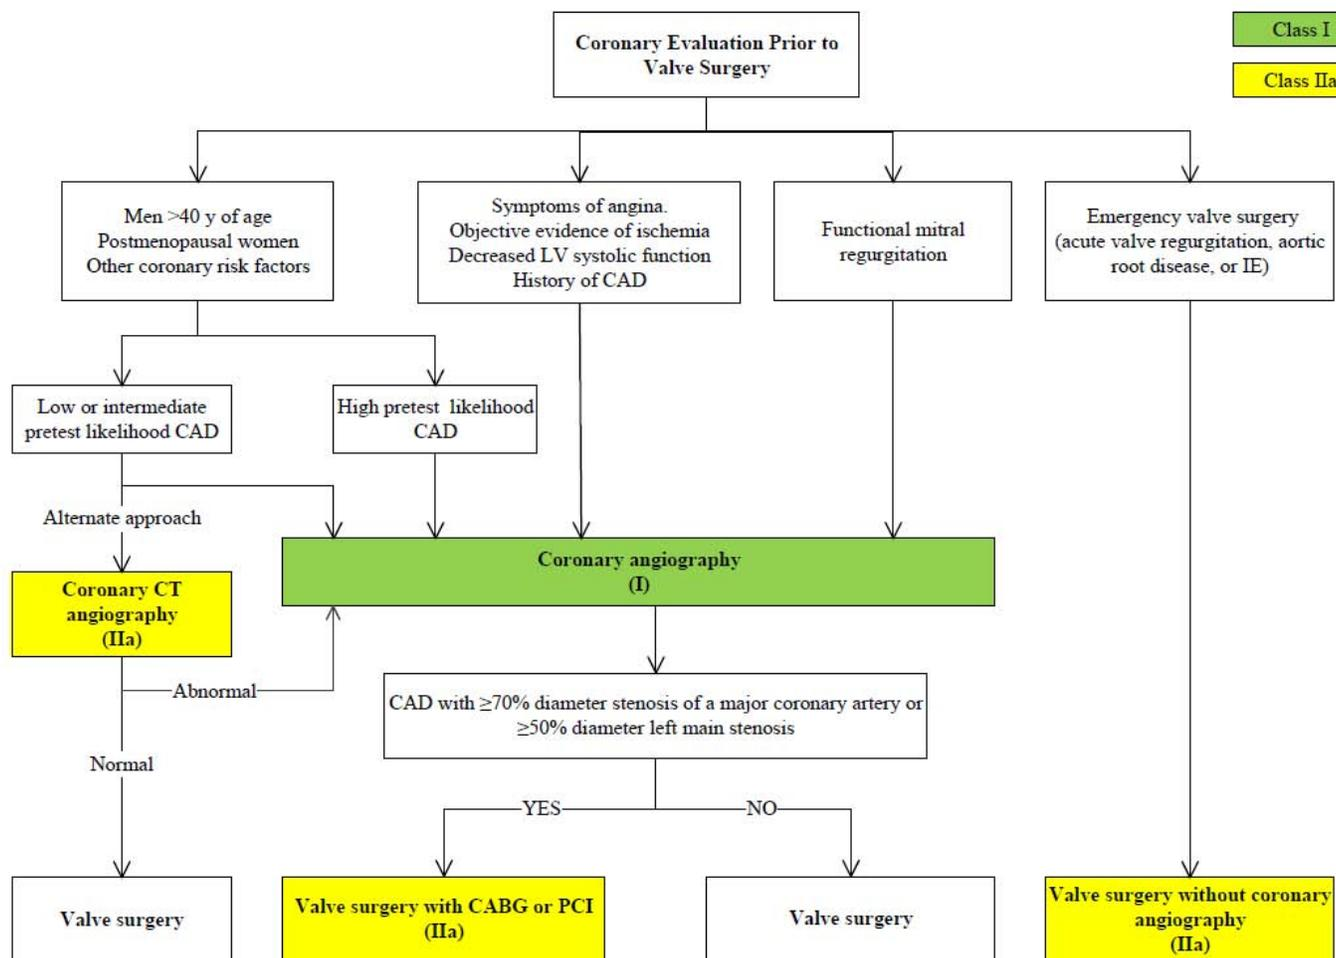 Coronary Evaluation Prior to
Valve Surgery
Class I
Class IIa
Men >40 y of age
Postmenopausal women
Other coronary risk factors
Symptoms of angina.
Objective evidence of ischemia
Decreased LV systolic function
History of CAD
Functional mitral
regurgitation
Emergency valve surgery
(acute valve regurgitation, aortic
root disease, or IE)
Low or intermediate
pretest likelihood CAD
High pretest likelihood
CAD
Alternate approach
Coronary CT
angiography
(IIa)
Coronary angiography
(I)
Abnormal
CAD with ≥70% diameter stenosis of a major coronary artery or
≥50% diameter left main stenosis
Normal
YES
NO
Valve surgery
Valve surgery with CABG or PCI
(IIa)
Valve surgery
Valve surgery without coronary
angiography
(IIa)